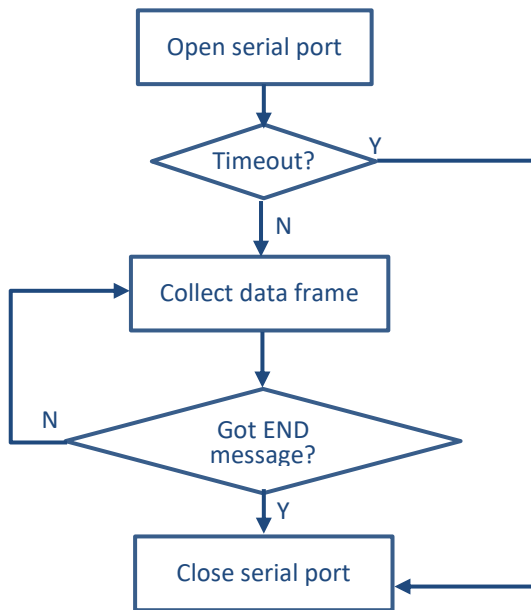 Open serial port
Timeout?
Y
N
Collect data frame
N
Got END
message?
Y
Close serial port